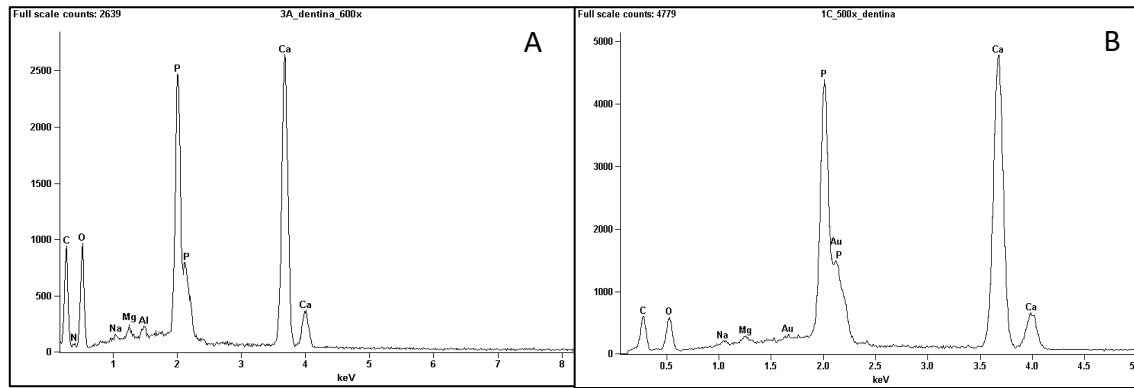 Full scale counts: 2639 3A_dentina_600x
A
Ca
P
2500
2000
1500
1000
C O
P
500
Ca
N Na Mg Al
0
1 2 3 4 5 6 7 8
keV
Full scale counts: 4779 1C_500x_dentina
B
5000
Ca
P
4000
3000
2000
Au
P
1000
C O
Ca
Na Mg Au
0
0.5 1.0 1.5 2.0 2.5 3.0 3.5 4.0 4.5
keV